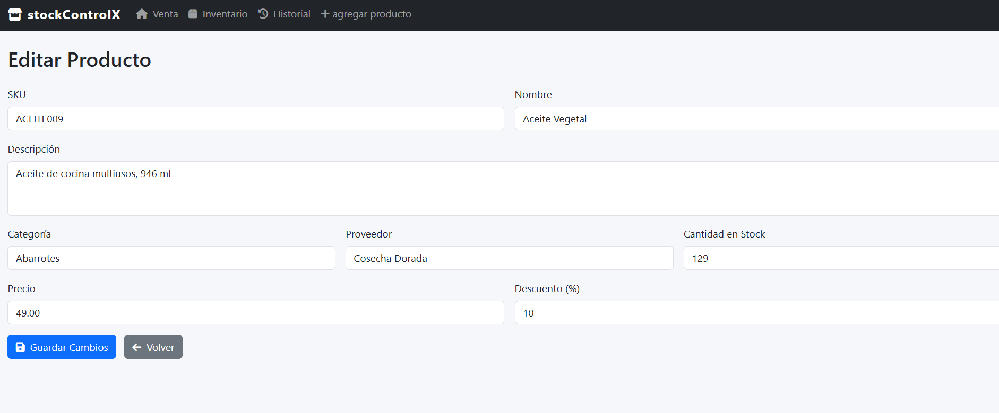 stockControlX Venta Inventario Historial + agregar producto
Editar Producto
SKU Nombre
ACEITE009 Aceite Vegetal
Descripción
Aceite de cocina multiusos, 946 ml
Categoría Proveedor Cantidad en Stock
Abarrotes Cosecha Dorada 129
Precio Descuento (%)
49.00 10
Guardar Cambios Volver